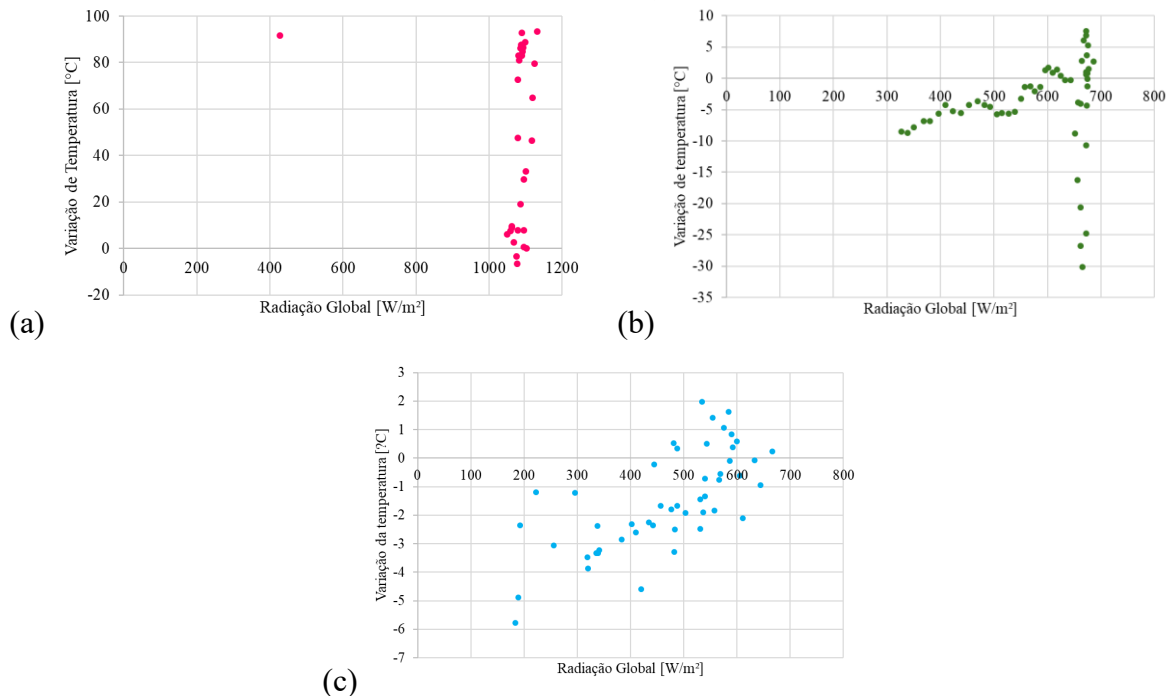 100
80
60
40
20
0
-20
0 200 400 600 800 1000 1200
Variação de Temperatura [°C]
Radiação Global [W/m²]
(a)
10
5
0
-5
-10
-15
-20
-25
-30
-35
0 100 200 300 400 500 600 700 800
Variação de temperatura [°C]
Radiação Global [W/m²]
(b)
3
2
1
0
-1
-2
-3
-4
-5
-6
-7
0 100 200 300 400 500 600 700 800
Variação da temperatura [?C]
Radiação Global [W/m²]
(c)